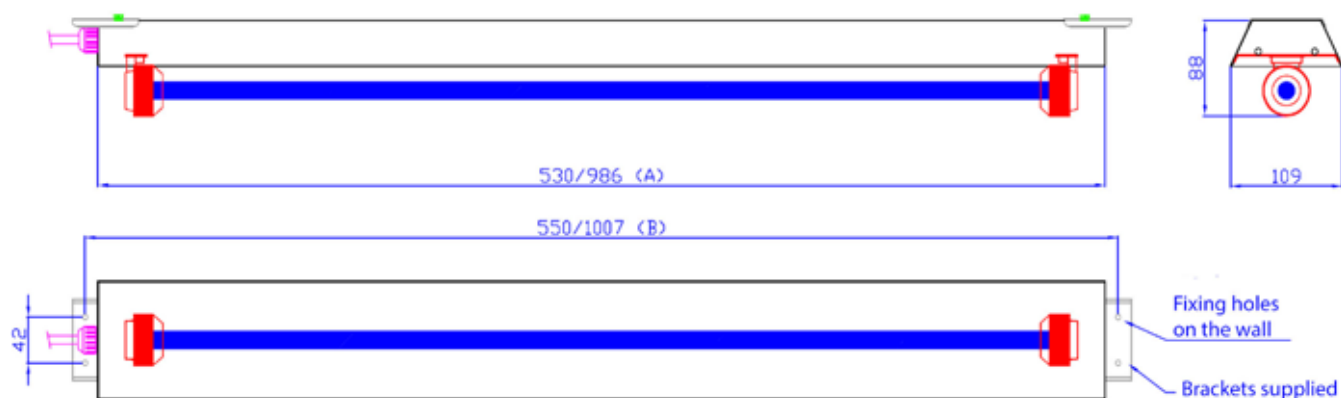 88
530/986 (A)
109
550/1007 (B)
42
Fixing holes
on the wall
Brackets supplied